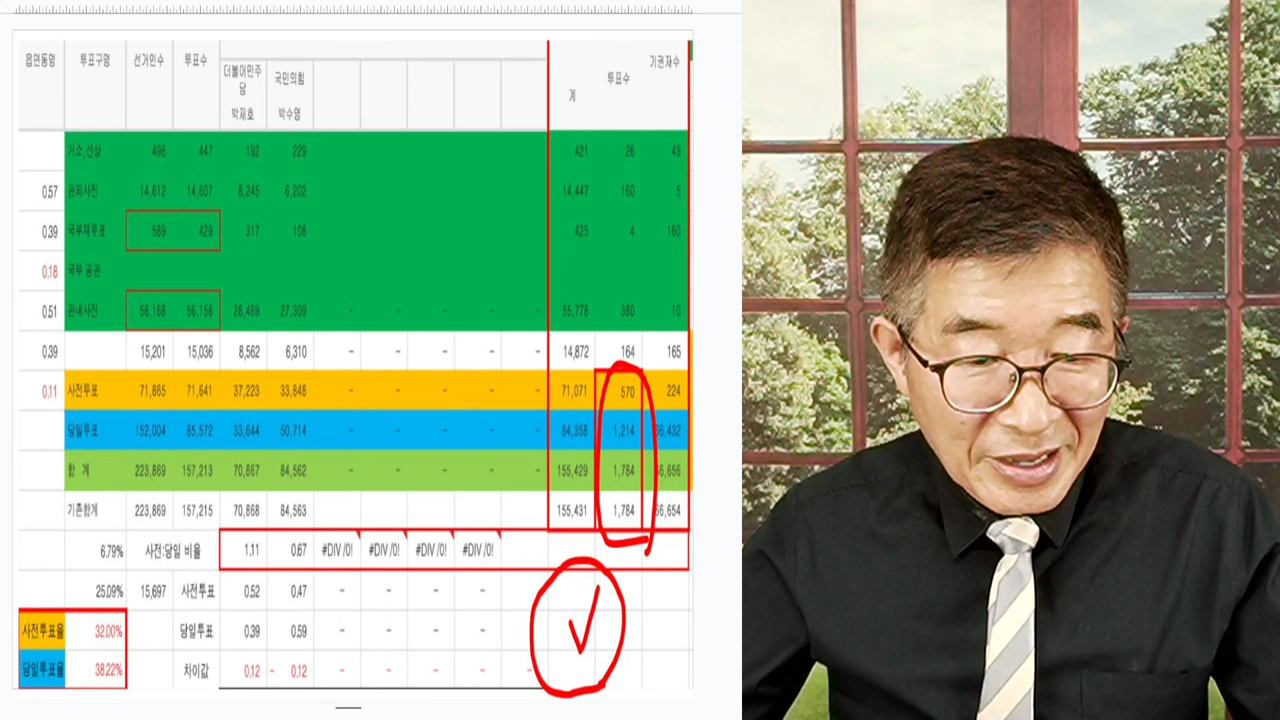 읍면동명 투표구명 선거인수 투표수 더불어민주당 박재호 국민의힘 박수영 계 투표수 기권자수
거소,선상 496 447 192 229 421 26 49
0.57 관외사전 14,612 14,607 8,245 6,202 14,447 160 5
0.39 국부재투표 589 429 317 108 425 4 160
0.18 국부 공관
0.51 관내사전 56,168 56,158 28,469 27,309 - - - - - 55,778 380 10
0.39 15,201 15,036 8,562 6,310 - - - - - 14,872 164 165
0.11 사전투표 71,865 71,641 37,223 33,848 - - - - - 71,071 570 224
당일투표 152,004 85,572 33,644 50,714 - - - - - 84,358 1,214 66,432
합 계 223,869 157,213 70,867 84,562 - - - - - 155,429 1,784 66,656
기존합계 223,869 157,215 70,868 84,563 155,431 1,784 66,654
6.79% 사전:당일 비율 1.11 0.67 #DIV /0! #DIV /0! #DIV /0! #DIV /0!
25.09% 15,697 사전투표 0.52 0.47 - - - -
사전투표율 32.00% 당일투표 0.39 0.59 - - - -
당일투표율 38.22% 차이값 0.12 - 0.12 - - - - -